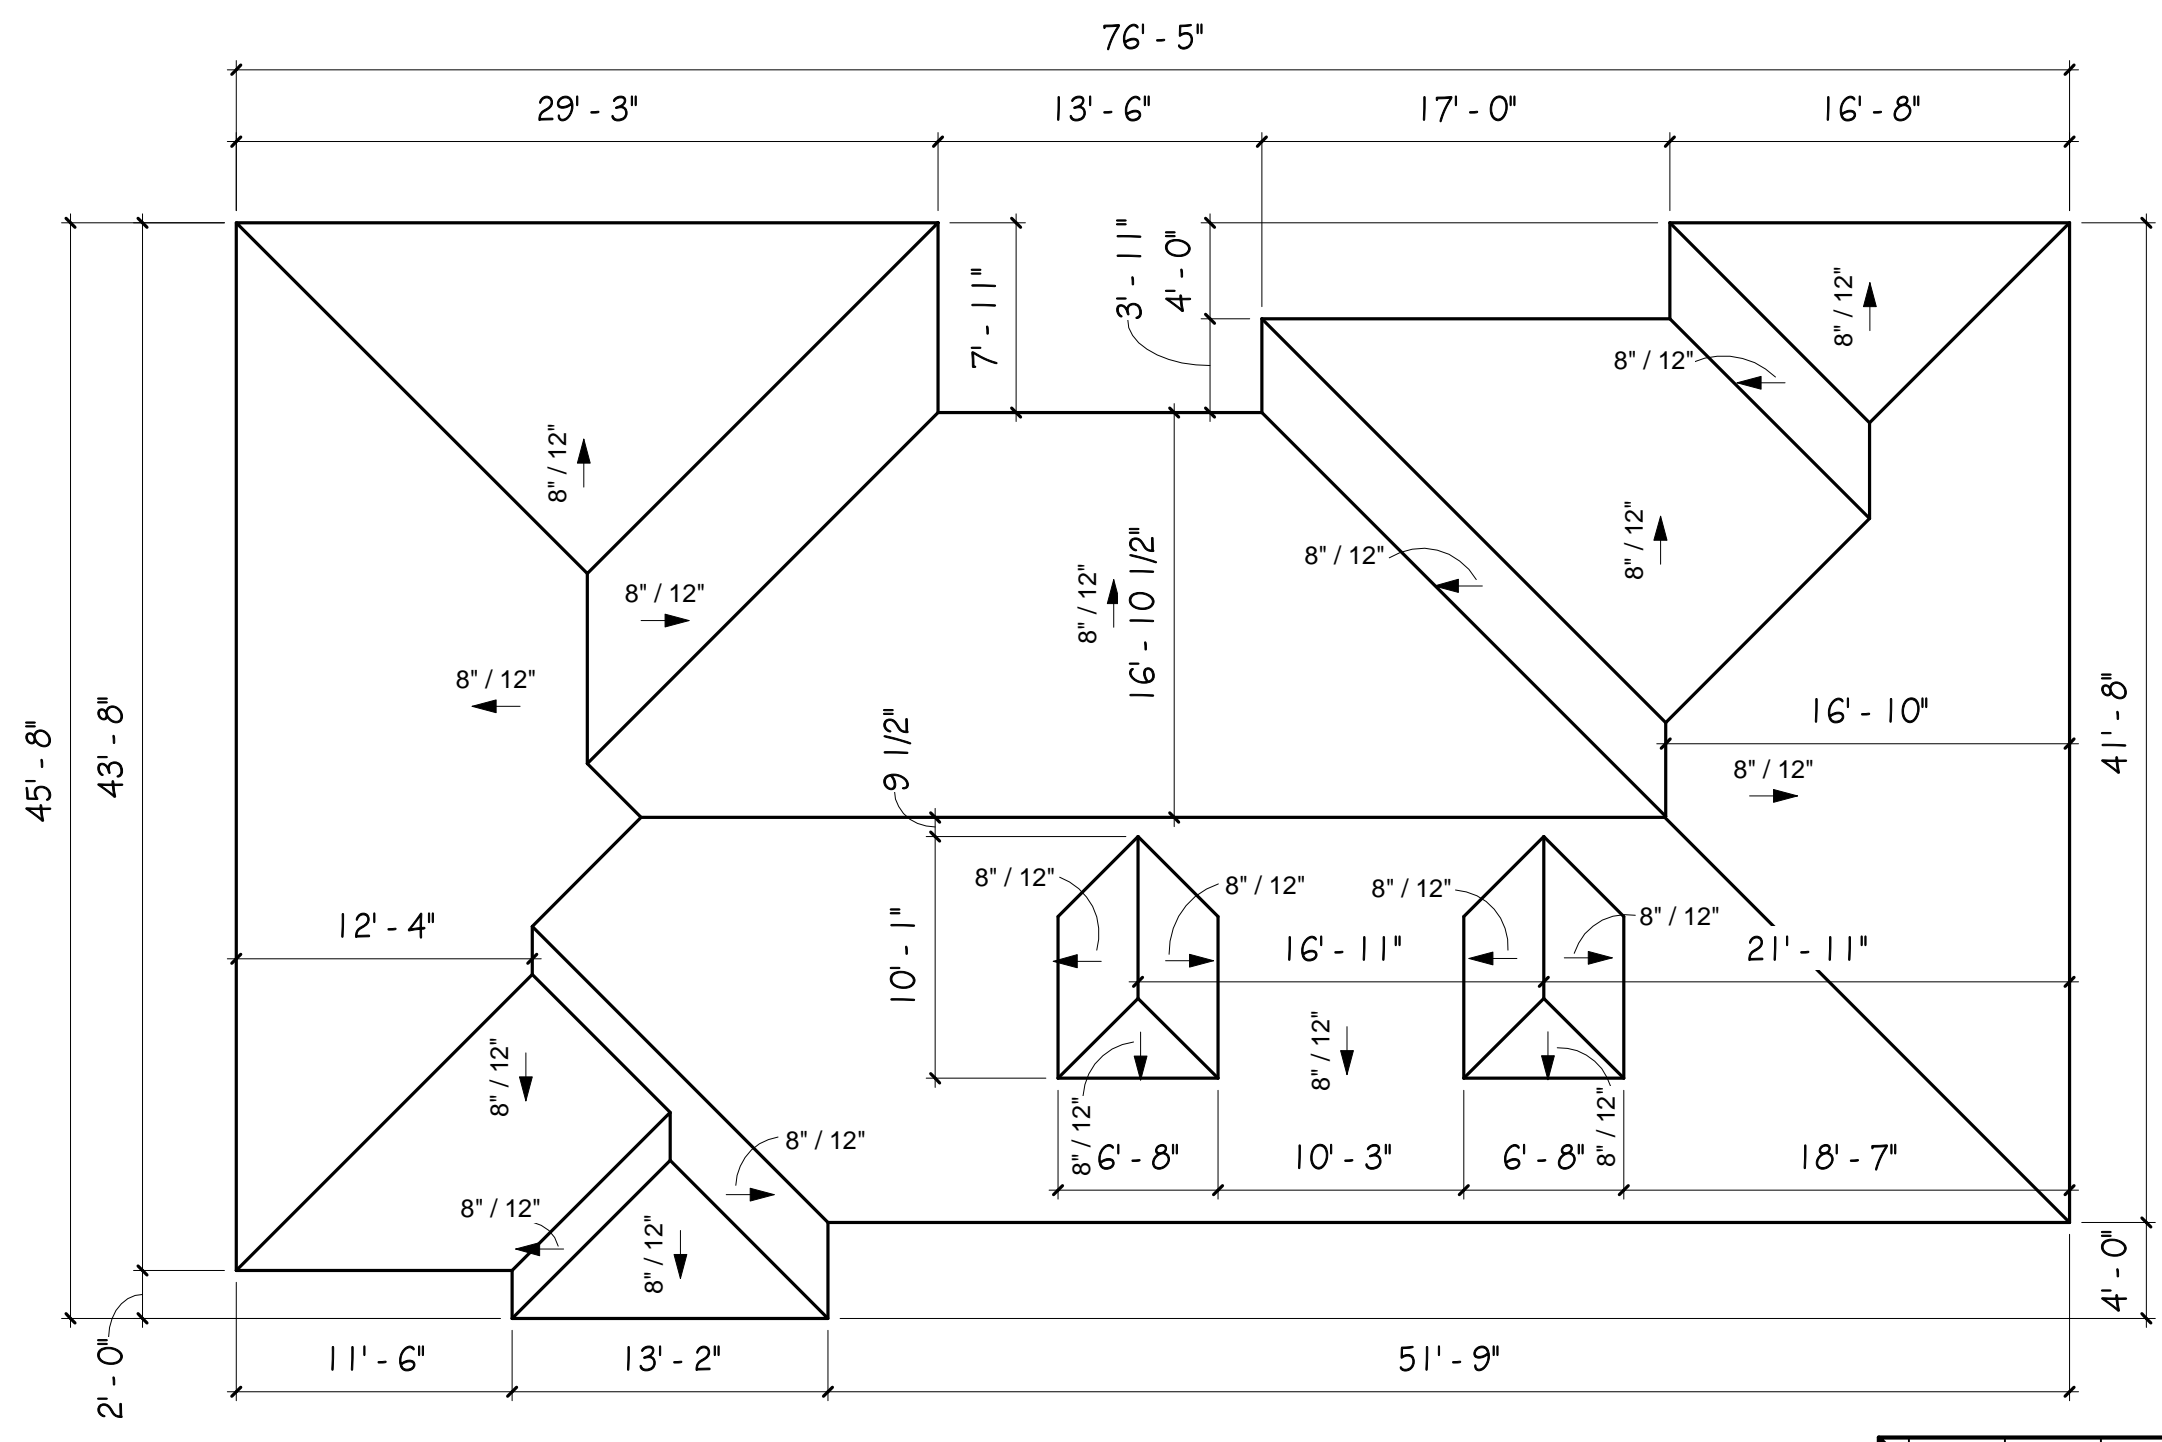 76' - 5"
29' - 3"
13' - 6"
17' - 0"
16' - 8"
7' - 11"
3' - 11"
4' - 0"
8" / 12"
8" / 12"
8" / 12"
8" / 12"
8" / 12"
8" / 12"
8" / 12"
16' - 10 1/2"
8" / 12"
45' - 8"
43' - 8"
9 1/2"
16' - 10"
8" / 12"
41' - 8"
12' - 4"
10' - 1"
8" / 12"
8" / 12"
8" / 12"
8" / 12"
16' - 11"
21' - 11"
8" / 12"
8" / 12"
8" / 12"
8" / 12"
6' - 8"
10' - 3"
6' - 8"
18' - 7"
8" / 12"
8" / 12"
8" / 12"
4' - 0"
2' - 0"
11' - 6"
13' - 2"
51' - 9"